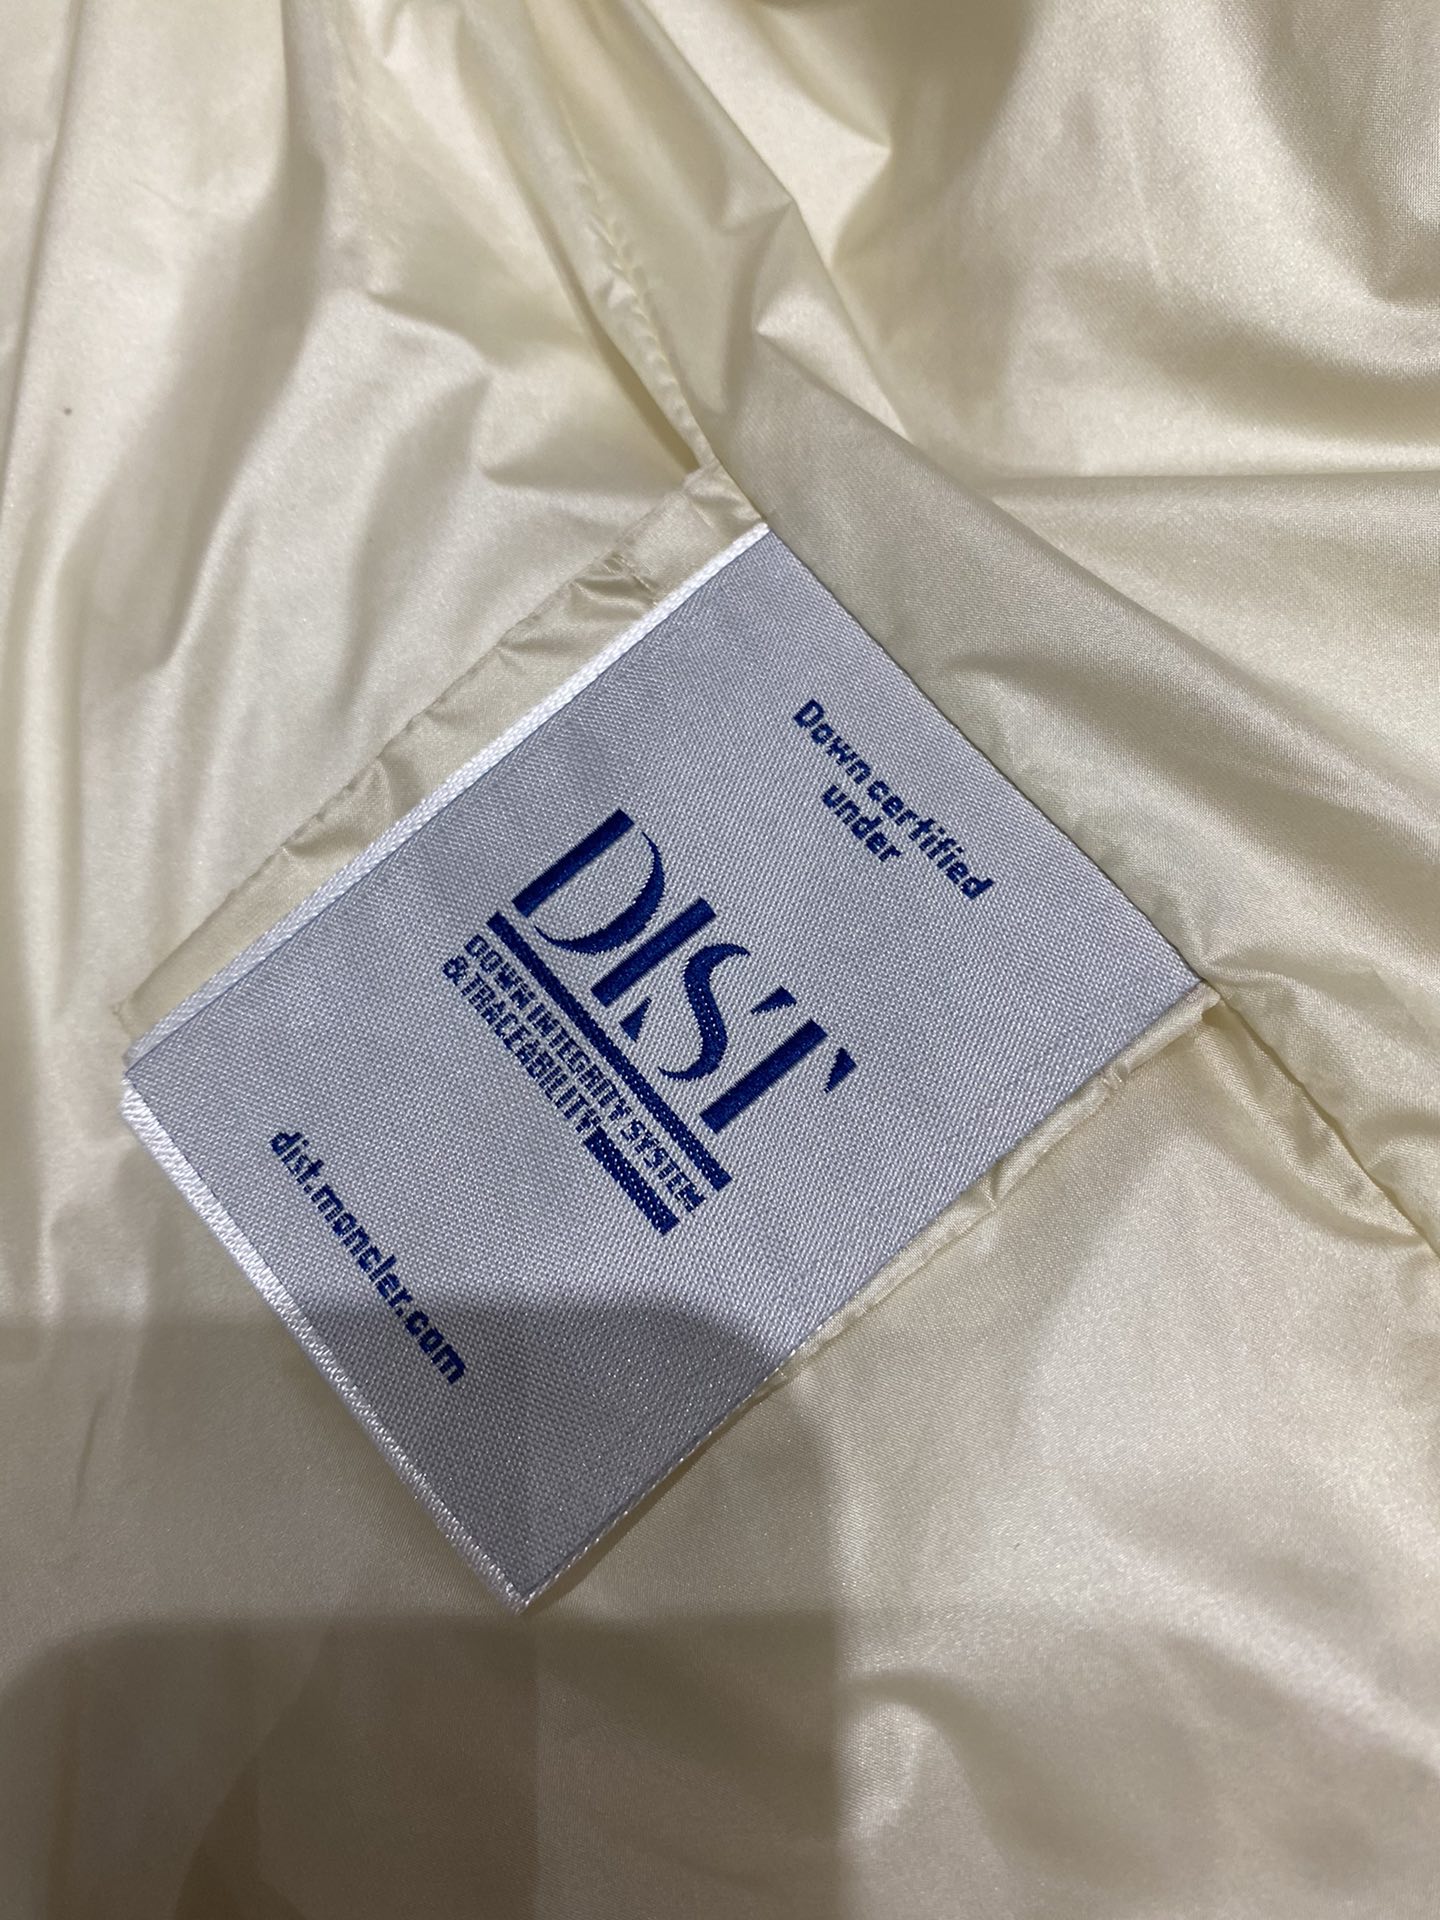 Down certified
under
DIST
DOWN INTEGRITY SYSTEM
& TRACEABILITY
dist.moncler.com